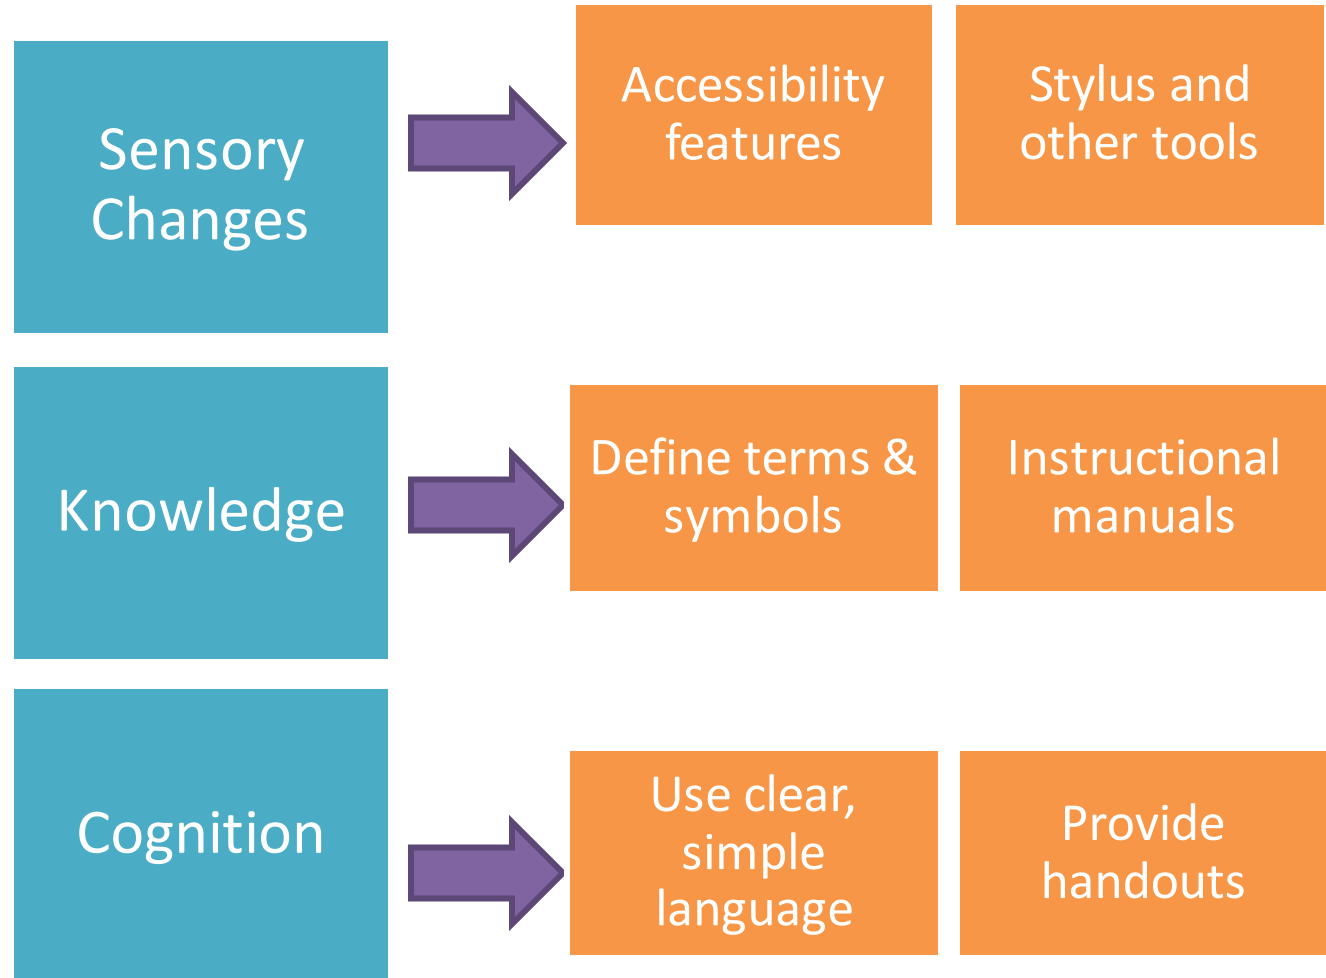 Sensory
Changes
Accessibility
features
Stylus and
other tools
Knowledge
Define terms &
symbols
Instructional
manuals
Cognition
Use clear,
simple
language
Provide
handouts